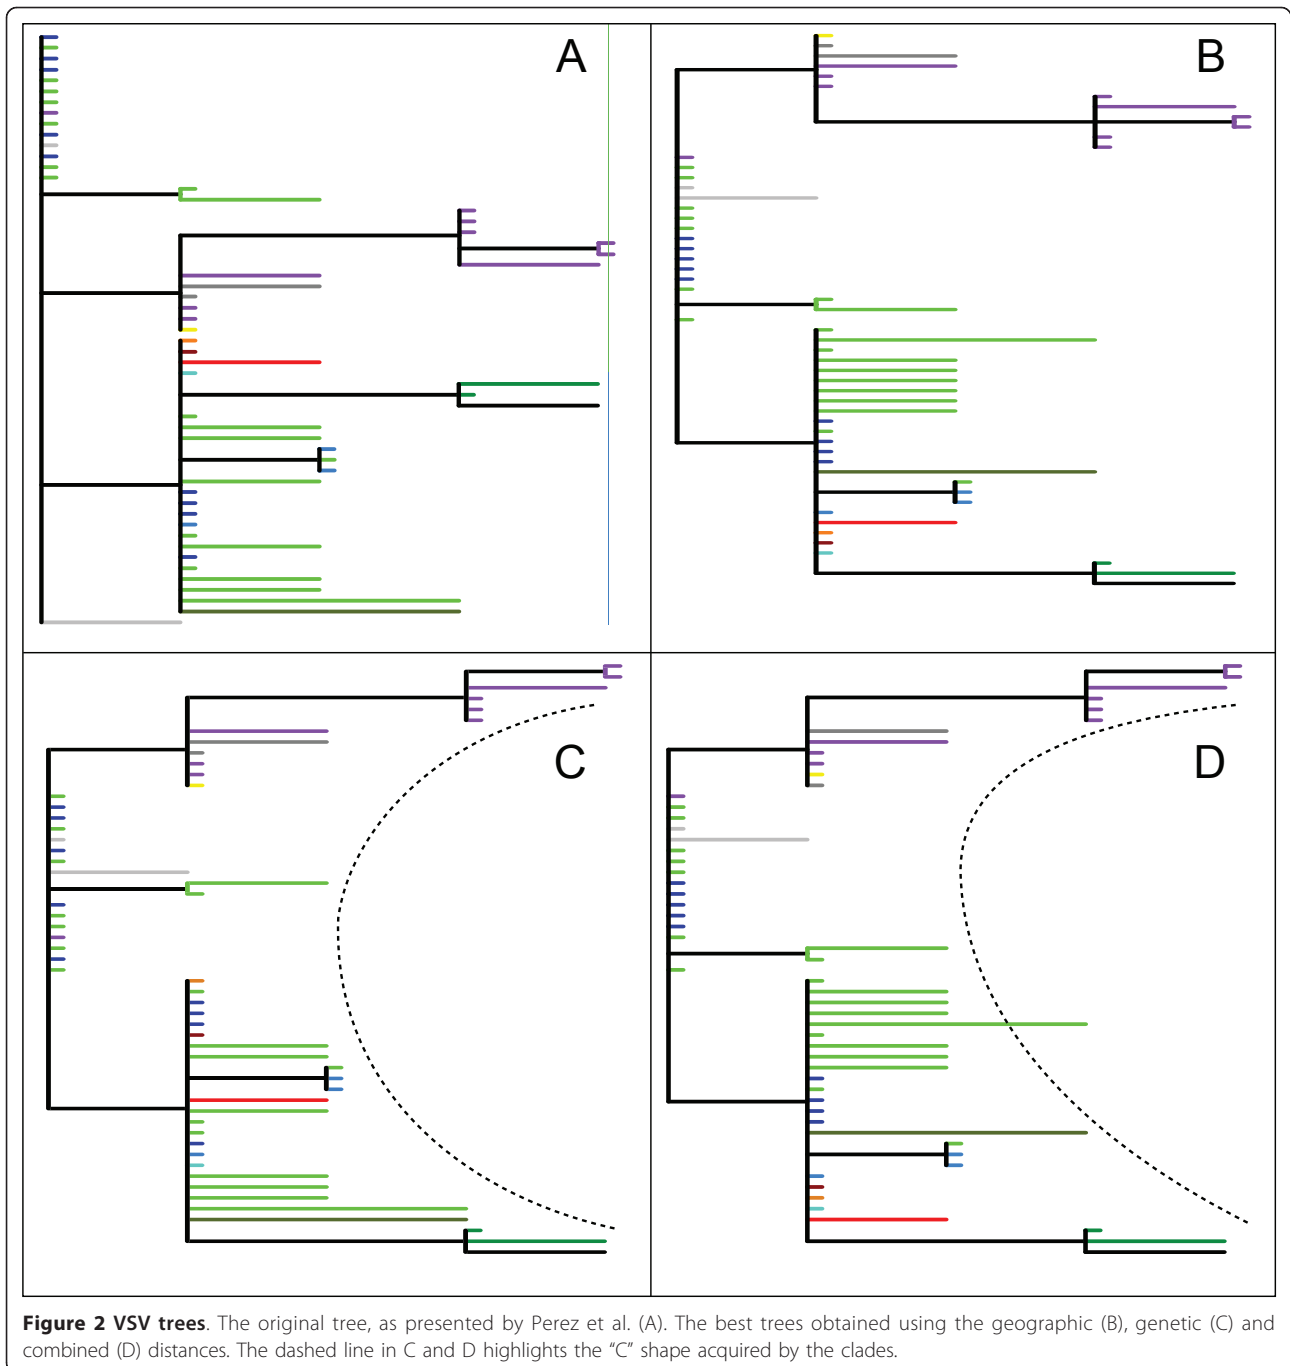 A
B
C
D
Figure 2 VSV trees. The original tree, as presented by Perez et al. (A). The best trees obtained using the geographic (B), genetic (C) and
combined (D) distances. The dashed line in C and D highlights the “C” shape acquired by the clades.